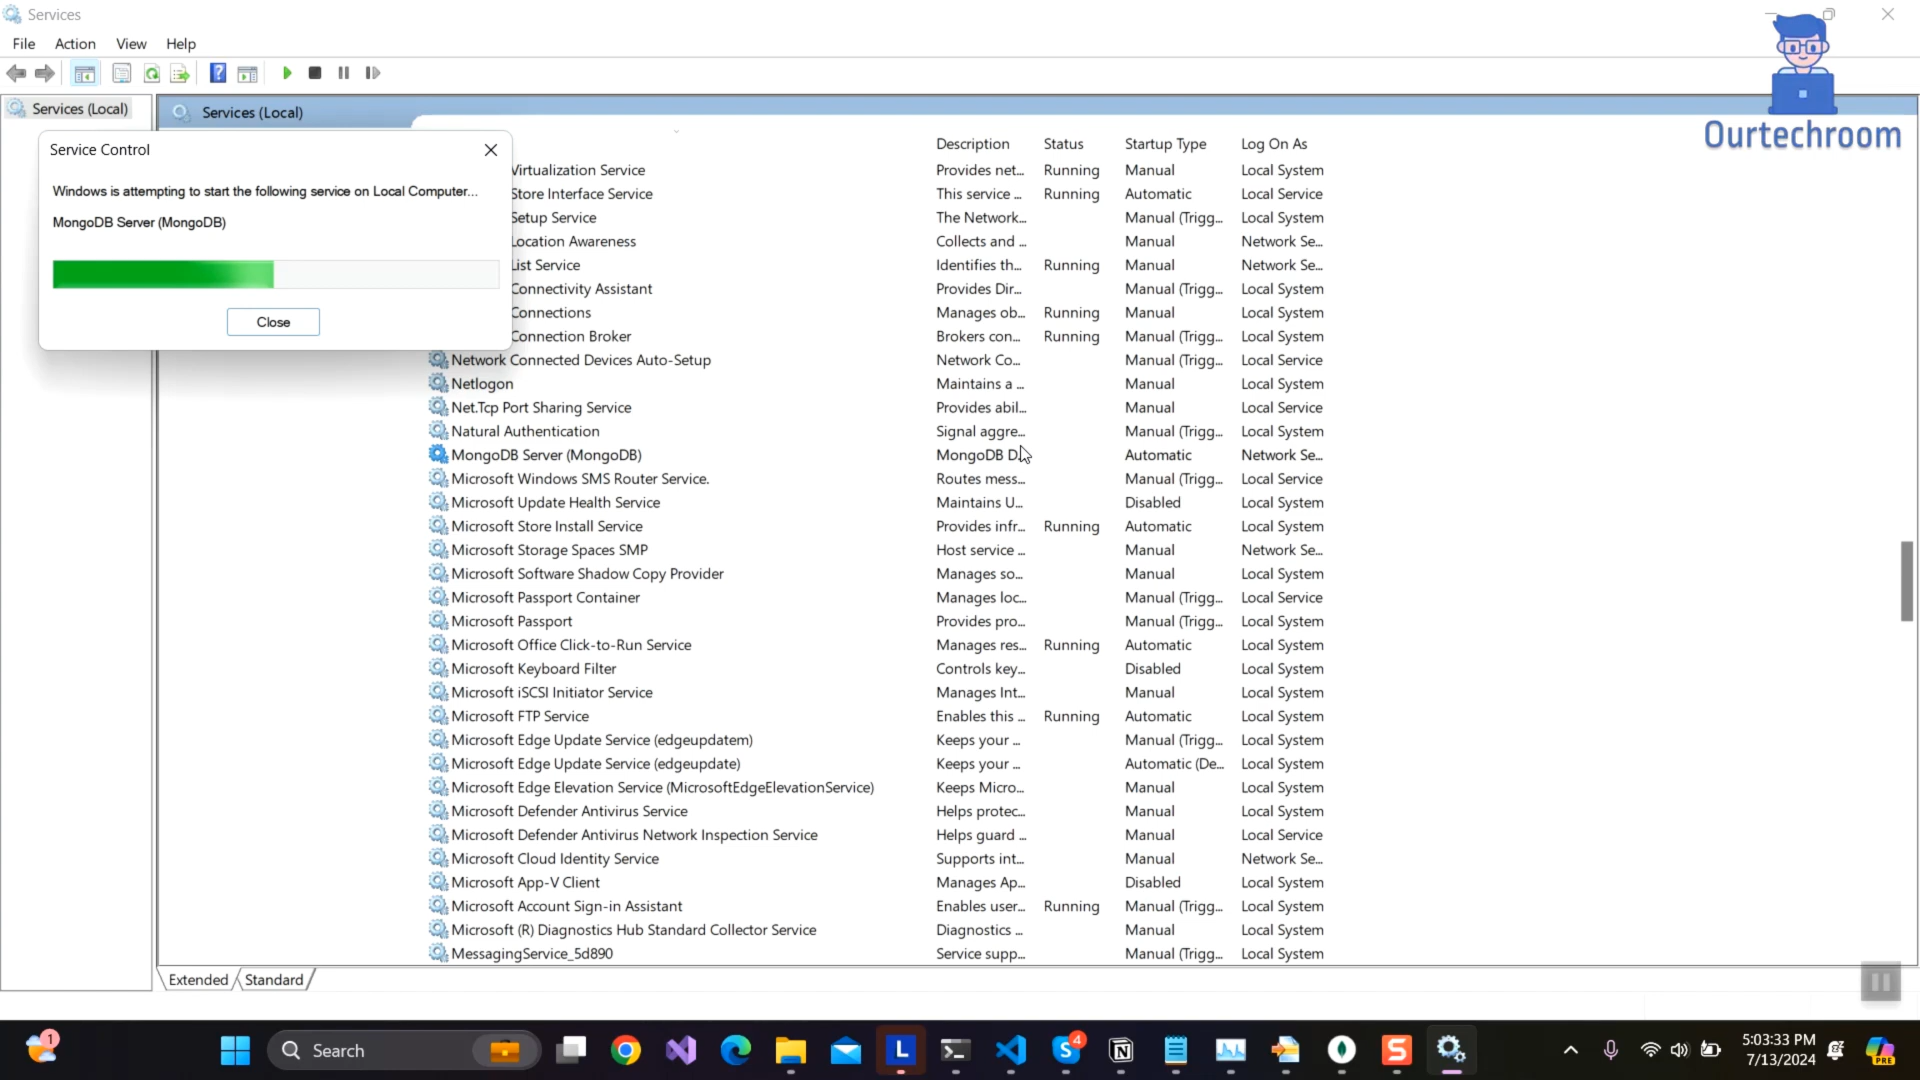 Services
File Action View Help
Services (Local)
Services (Local)
Ourtechroom
Service Control
Windows is attempting to start the following service on Local Computer...
MongoDB Server (MongoDB)
Close
Description Status Startup Type Log On As
Virtualization Service Provides net... Running Manual Local System
Store Interface Service This service ... Running Automatic Local Service
Setup Service The Network... Manual (Trigg... Local System
Location Awareness Collects and ... Manual Network Se...
List Service Identifies th... Running Manual Network Se...
Connectivity Assistant Provides Dir... Manual (Trigg... Local System
Connections Manages ob... Running Manual Local System
Connection Broker Brokers con... Running Manual (Trigg... Local System
Network Connected Devices Auto-Setup Network Co... Manual (Trigg... Local Service
Netlogon Maintains a ... Manual Local System
Net.Tcp Port Sharing Service Provides abil... Manual Local Service
Natural Authentication Signal aggre... Manual (Trigg... Local System
MongoDB Server (MongoDB) MongoDB D... Automatic Network Se...
Microsoft Windows SMS Router Service. Routes mess... Manual (Trigg... Local Service
Microsoft Update Health Service Maintains U... Disabled Local System
Microsoft Store Install Service Provides infr... Running Automatic Local System
Microsoft Storage Spaces SMP Host service ... Manual Network Se...
Microsoft Software Shadow Copy Provider Manages so... Manual Local System
Microsoft Passport Container Manages loc... Manual (Trigg... Local Service
Microsoft Passport Provides pro... Manual (Trigg... Local System
Microsoft Office Click-to-Run Service Manages res... Running Automatic Local System
Microsoft Keyboard Filter Controls key... Disabled Local System
Microsoft iSCSI Initiator Service Manages Int... Manual Local System
Microsoft FTP Service Enables this ... Running Automatic Local System
Microsoft Edge Update Service (edgeupdatem) Keeps your ... Manual (Trigg... Local System
Microsoft Edge Update Service (edgeupdate) Keeps your ... Automatic (De... Local System
Microsoft Edge Elevation Service (MicrosoftEdgeElevationService) Keeps Micro... Manual Local System
Microsoft Defender Antivirus Service Helps protec... Manual Local System
Microsoft Defender Antivirus Network Inspection Service Helps guard ... Manual Local Service
Microsoft Cloud Identity Service Supports int... Manual Network Se...
Microsoft App-V Client Manages Ap... Disabled Local System
Microsoft Account Sign-in Assistant Enables user... Running Manual (Trigg... Local System
Microsoft (R) Diagnostics Hub Standard Collector Service Diagnostics ... Manual Local System
MessagingService_5d890 Service supp... Manual (Trigg... Local System
Extended Standard
1 Search L S 4 N S 5:03:33 PM PRE
7/13/2024